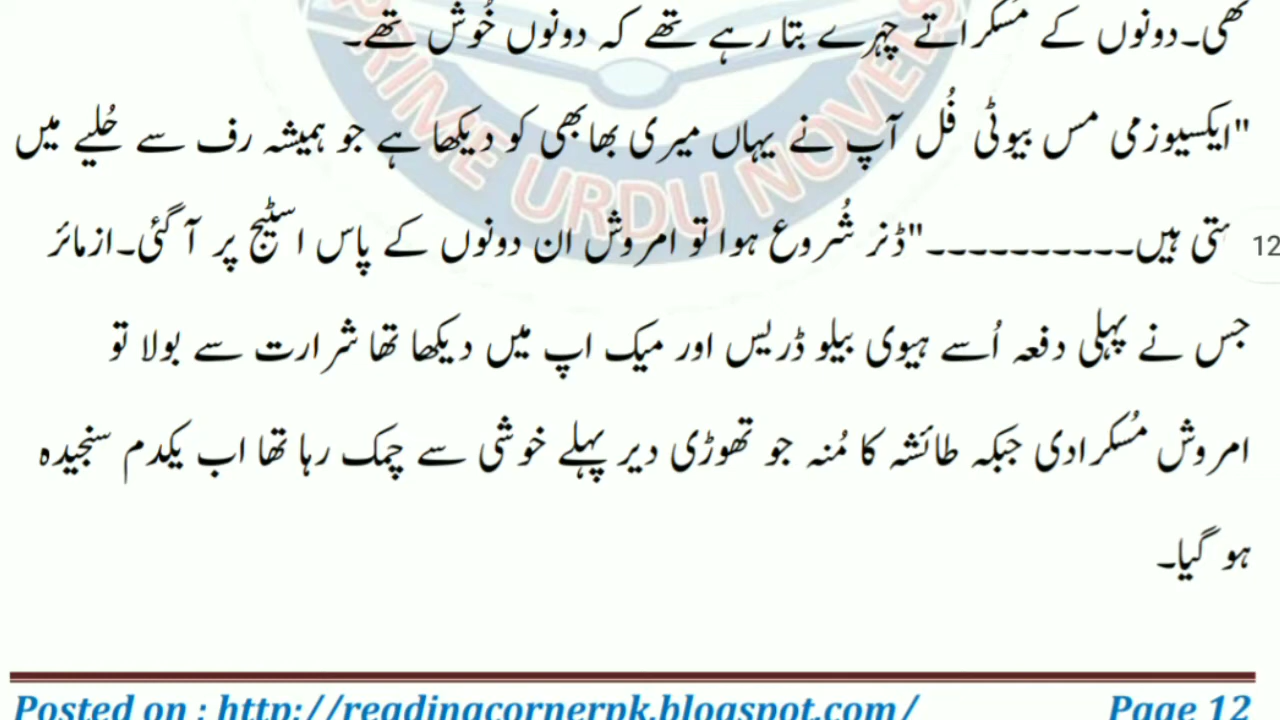 تھی۔دونوں کے مسکراتے چہرے بتا رہے تھے کہ دونوں خُوش تھے۔
"ایکسیوزمی مس بیوٹی فُل آپ نے یہاں میری بھابھی کو دیکھا ہے جو ہمیشہ رف سے حُلیے میں
ہتی ہیں۔۔۔۔۔۔۔۔۔۔"ڈنر شُروع ہوا تو امروش ان دونوں کے پاس اسٹیج پر آ گئی۔ازمائر
12
جس نے پہلی دفعہ اُسے ہیوی بیلو ڈریس اور میک اپ میں دیکھا تھا شرارت سے بولا تو
امروش مُسکرادی جبکہ طائشہ کا مُنہ جو تھوڑی دیر پہلے خوشی سے چمک رہا تھا اب یکدم سنجیدہ
ہو گیا۔
PRIME URDU NOVELS
Posted on : http://readingcornerpk.blogspot.com/ Page 12